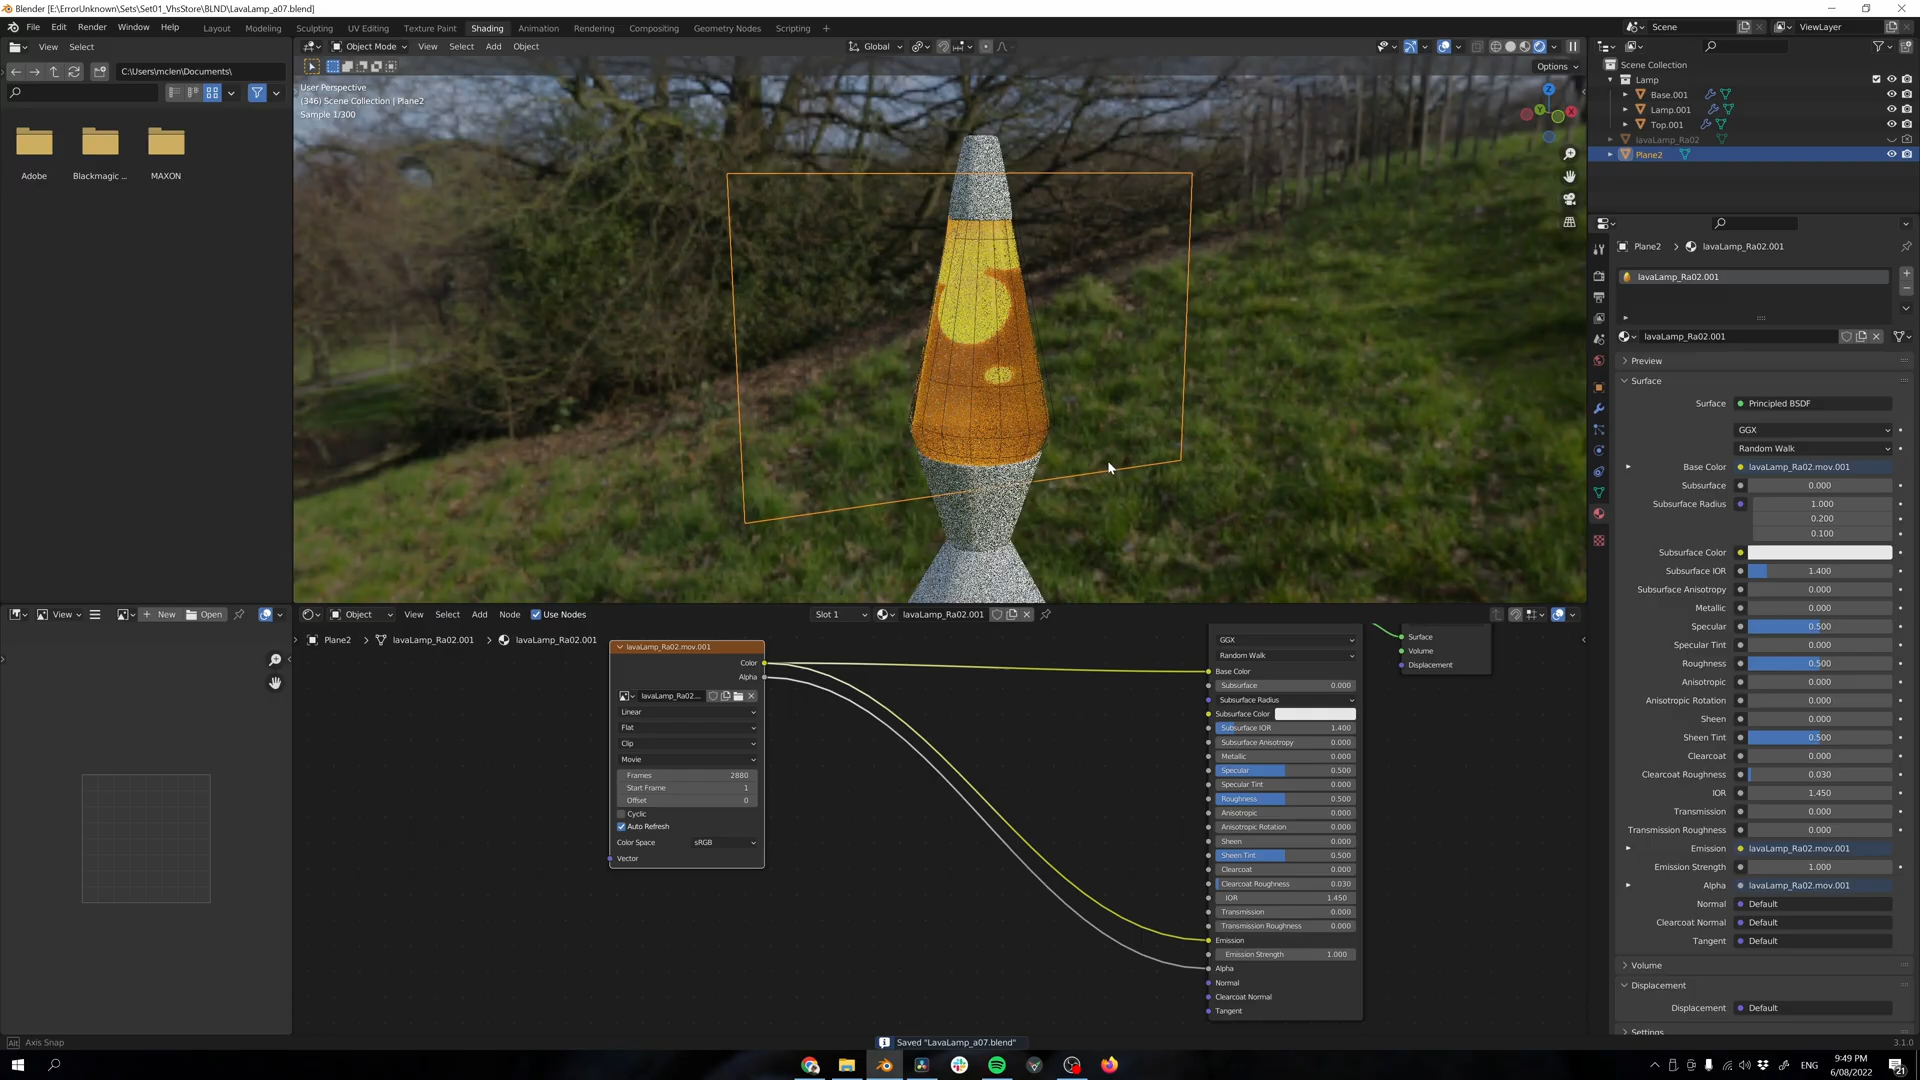 Blender [E:\ErrorUnknown\Sets\Set01_VhsStore\BLND\LavaLamp_a07.blend]
File Edit Render Window Help Layout Modeling Sculpting UV Editing Texture Paint Shading Animation Rendering Compositing Geometry Nodes Scripting + Scene ViewLayer
View Select Object Mode View Select Add Object Global
C:\Users\mclen\Documents\
Options
Adobe Blackmagic ... MAXON
User Perspective
(346) Scene Collection | Plane2
Sample 1/300
X
Y
Z
Scene Collection
Lamp
Base.001
Lamp.001
Top.001
lavaLamp_Ra02
Plane2
Plane2 > lavaLamp_Ra02.001
lavaLamp_Ra02.001
lavaLamp_Ra02.001
Preview
Surface
Surface Principled BSDF
GGX
Random Walk
Base Color lavaLamp_Ra02.mov.001
Subsurface 0.000
Subsurface Radius 1.000
0.200
0.100
Subsurface Color
Subsurface IOR 1.400
Subsurface Anisotropy 0.000
Metallic 0.000
Specular 0.500
Specular Tint 0.000
Roughness 0.500
Anisotropic 0.000
Anisotropic Rotation 0.000
Sheen 0.000
Sheen Tint 0.500
Clearcoat 0.000
Clearcoat Roughness 0.030
IOR 1.450
Transmission 0.000
Transmission Roughness 0.000
Emission lavaLamp_Ra02.mov.001
Emission Strength 1.000
Alpha lavaLamp_Ra02.mov.001
Normal Default
Clearcoat Normal Default
Tangent Default
Volume
Displacement
Displacement Default
Settings
View New Open
Object View Select Add Node Use Nodes Slot 1 lavaLamp_Ra02.001
Plane2 > lavaLamp_Ra02.001 > lavaLamp_Ra02.001
lavaLamp_Ra02.mov.001
Color
Alpha
lavaLamp_Ra02...
Linear
Flat
Clip
Movie
Frames 2880
Start Frame 1
Offset 0
Cyclic
Auto Refresh
Color Space sRGB
Vector
GGX
Random Walk
Base Color
Subsurface 0.000
Subsurface Radius
Subsurface Color
Subsurface IOR 1.400
Subsurface Anisotropy 0.000
Metallic 0.000
Specular 0.500
Specular Tint 0.000
Roughness 0.500
Anisotropic 0.000
Anisotropic Rotation 0.000
Sheen 0.000
Sheen Tint 0.500
Clearcoat 0.000
Clearcoat Roughness 0.030
IOR 1.450
Transmission 0.000
Transmission Roughness 0.000
Emission
Emission Strength 1.000
Alpha
Normal
Clearcoat Normal
Tangent
Surface
Volume
Displacement
Alt Axis Snap
Saved "LavaLamp_a07.blend"
3.1.0
ENG
9:49 PM
6/08/2022
21